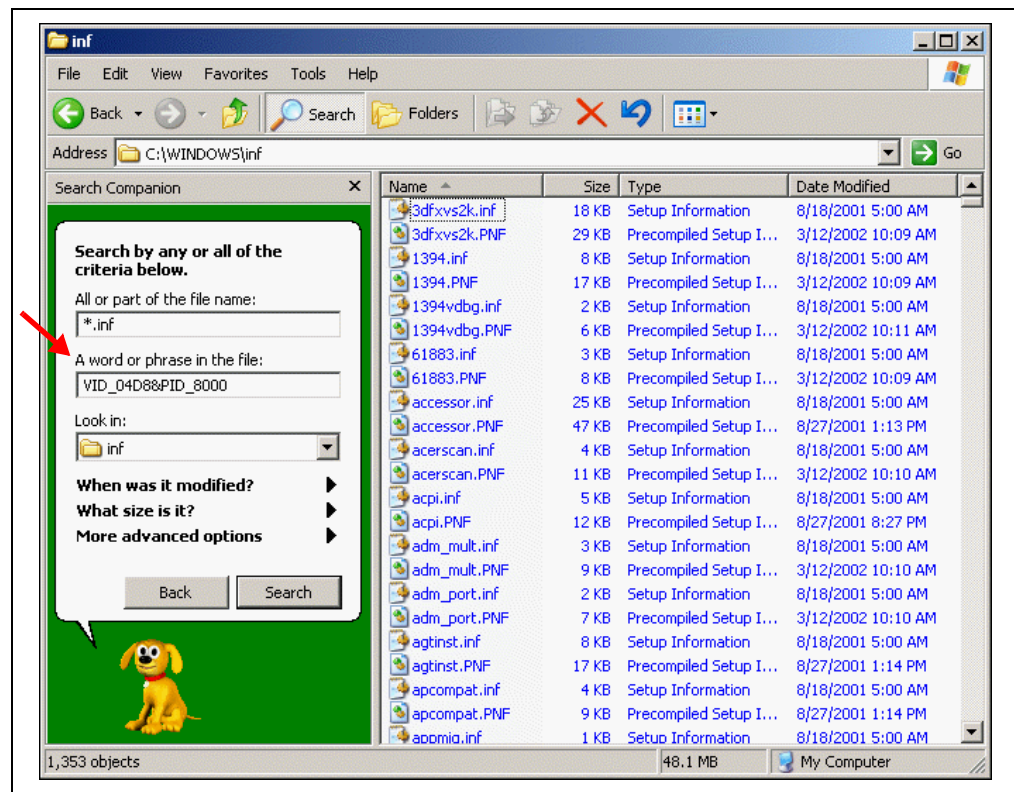 inf
File Edit View Favorites Tools Help
Back Search Folders
Address C:\WINDOWS\inf Go
Search Companion
Search by any or all of the
criteria below.
All or part of the file name:
*.inf
A word or phrase in the file:
VID_04D8&PID_8000
Look in:
inf
When was it modified?
What size is it?
More advanced options
Back Search
Name Size Type Date Modified
3dfxvs2k.inf 18 KB Setup Information 8/18/2001 5:00 AM
3dfxvs2k.PNF 29 KB Precompiled Setup I... 3/12/2002 10:09 AM
1394.inf 8 KB Setup Information 8/18/2001 5:00 AM
1394.PNF 17 KB Precompiled Setup I... 3/12/2002 10:09 AM
1394vdbg.inf 2 KB Setup Information 8/18/2001 5:00 AM
1394vdbg.PNF 6 KB Precompiled Setup I... 3/12/2002 10:11 AM
61883.inf 3 KB Setup Information 8/18/2001 5:00 AM
61883.PNF 8 KB Precompiled Setup I... 3/12/2002 10:09 AM
accessor.inf 25 KB Setup Information 8/18/2001 5:00 AM
accessor.PNF 47 KB Precompiled Setup I... 8/27/2001 1:13 PM
acerscan.inf 4 KB Setup Information 8/18/2001 5:00 AM
acerscan.PNF 11 KB Precompiled Setup I... 3/12/2002 10:10 AM
acpi.inf 5 KB Setup Information 8/18/2001 5:00 AM
acpi.PNF 12 KB Precompiled Setup I... 8/27/2001 8:27 PM
adm_mult.inf 3 KB Setup Information 8/18/2001 5:00 AM
adm_mult.PNF 9 KB Precompiled Setup I... 3/12/2002 10:10 AM
adm_port.inf 2 KB Setup Information 8/18/2001 5:00 AM
adm_port.PNF 7 KB Precompiled Setup I... 3/12/2002 10:10 AM
agtinst.inf 8 KB Setup Information 8/18/2001 5:00 AM
agtinst.PNF 17 KB Precompiled Setup I... 8/27/2001 1:14 PM
apcompat.inf 4 KB Setup Information 8/18/2001 5:00 AM
apcompat.PNF 9 KB Precompiled Setup I... 8/27/2001 1:14 PM
appmig.inf 1 KB Setup Information 8/18/2001 5:00 AM
1,353 objects 48.1 MB My Computer